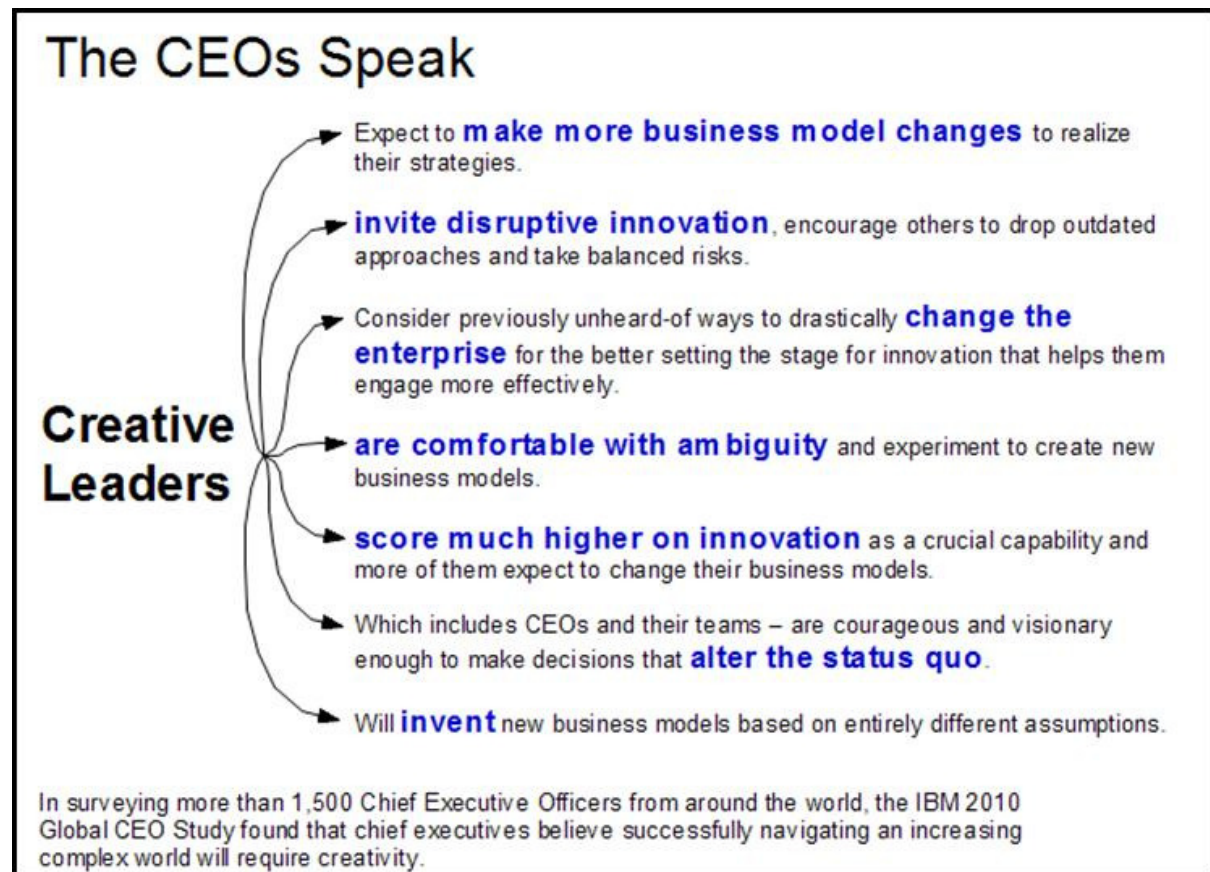 The CEOs Speak
Expect to make more business model changes to realize
their strategies.
invite disruptive innovation, encourage others to drop outdated
approaches and take balanced risks.
Consider previously unheard-of ways to drastically change the
enterprise for the better setting the stage for innovation that helps them
engage more effectively.
Creative
Leaders
are comfortable with ambiguity and experiment to create new
business models.
score much higher on innovation as a crucial capability and
more of them expect to change their business models.
Which includes CEOs and their teams – are courageous and visionary
enough to make decisions that alter the status quo.
Will invent new business models based on entirely different assumptions.
In surveying more than 1,500 Chief Executive Officers from around the world, the IBM 2010
Global CEO Study found that chief executives believe successfully navigating an increasing
complex world will require creativity.